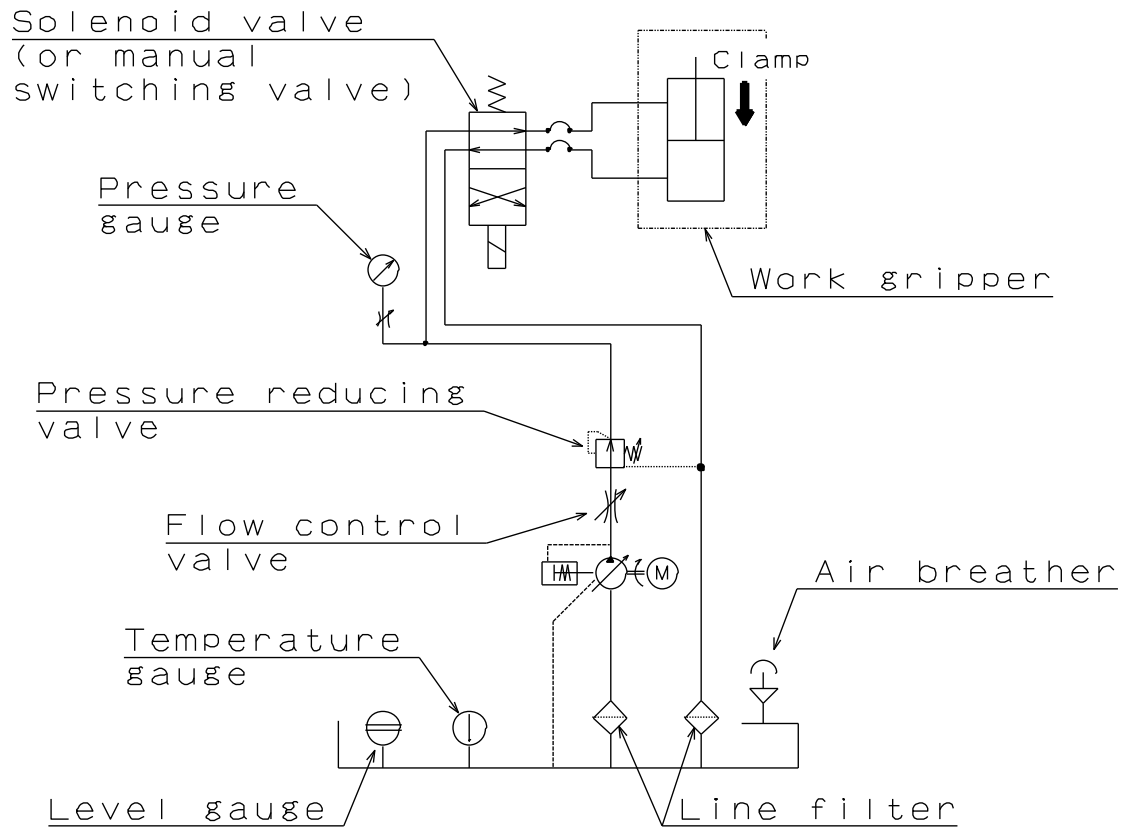 Solenoid valve
(or manual
switching valve)
Clamp
Pressure
gauge
Work gripper
Pressure reducing
valve
Flow control
valve
M
Air breather
Temperature
gauge
Level gauge
Line filter